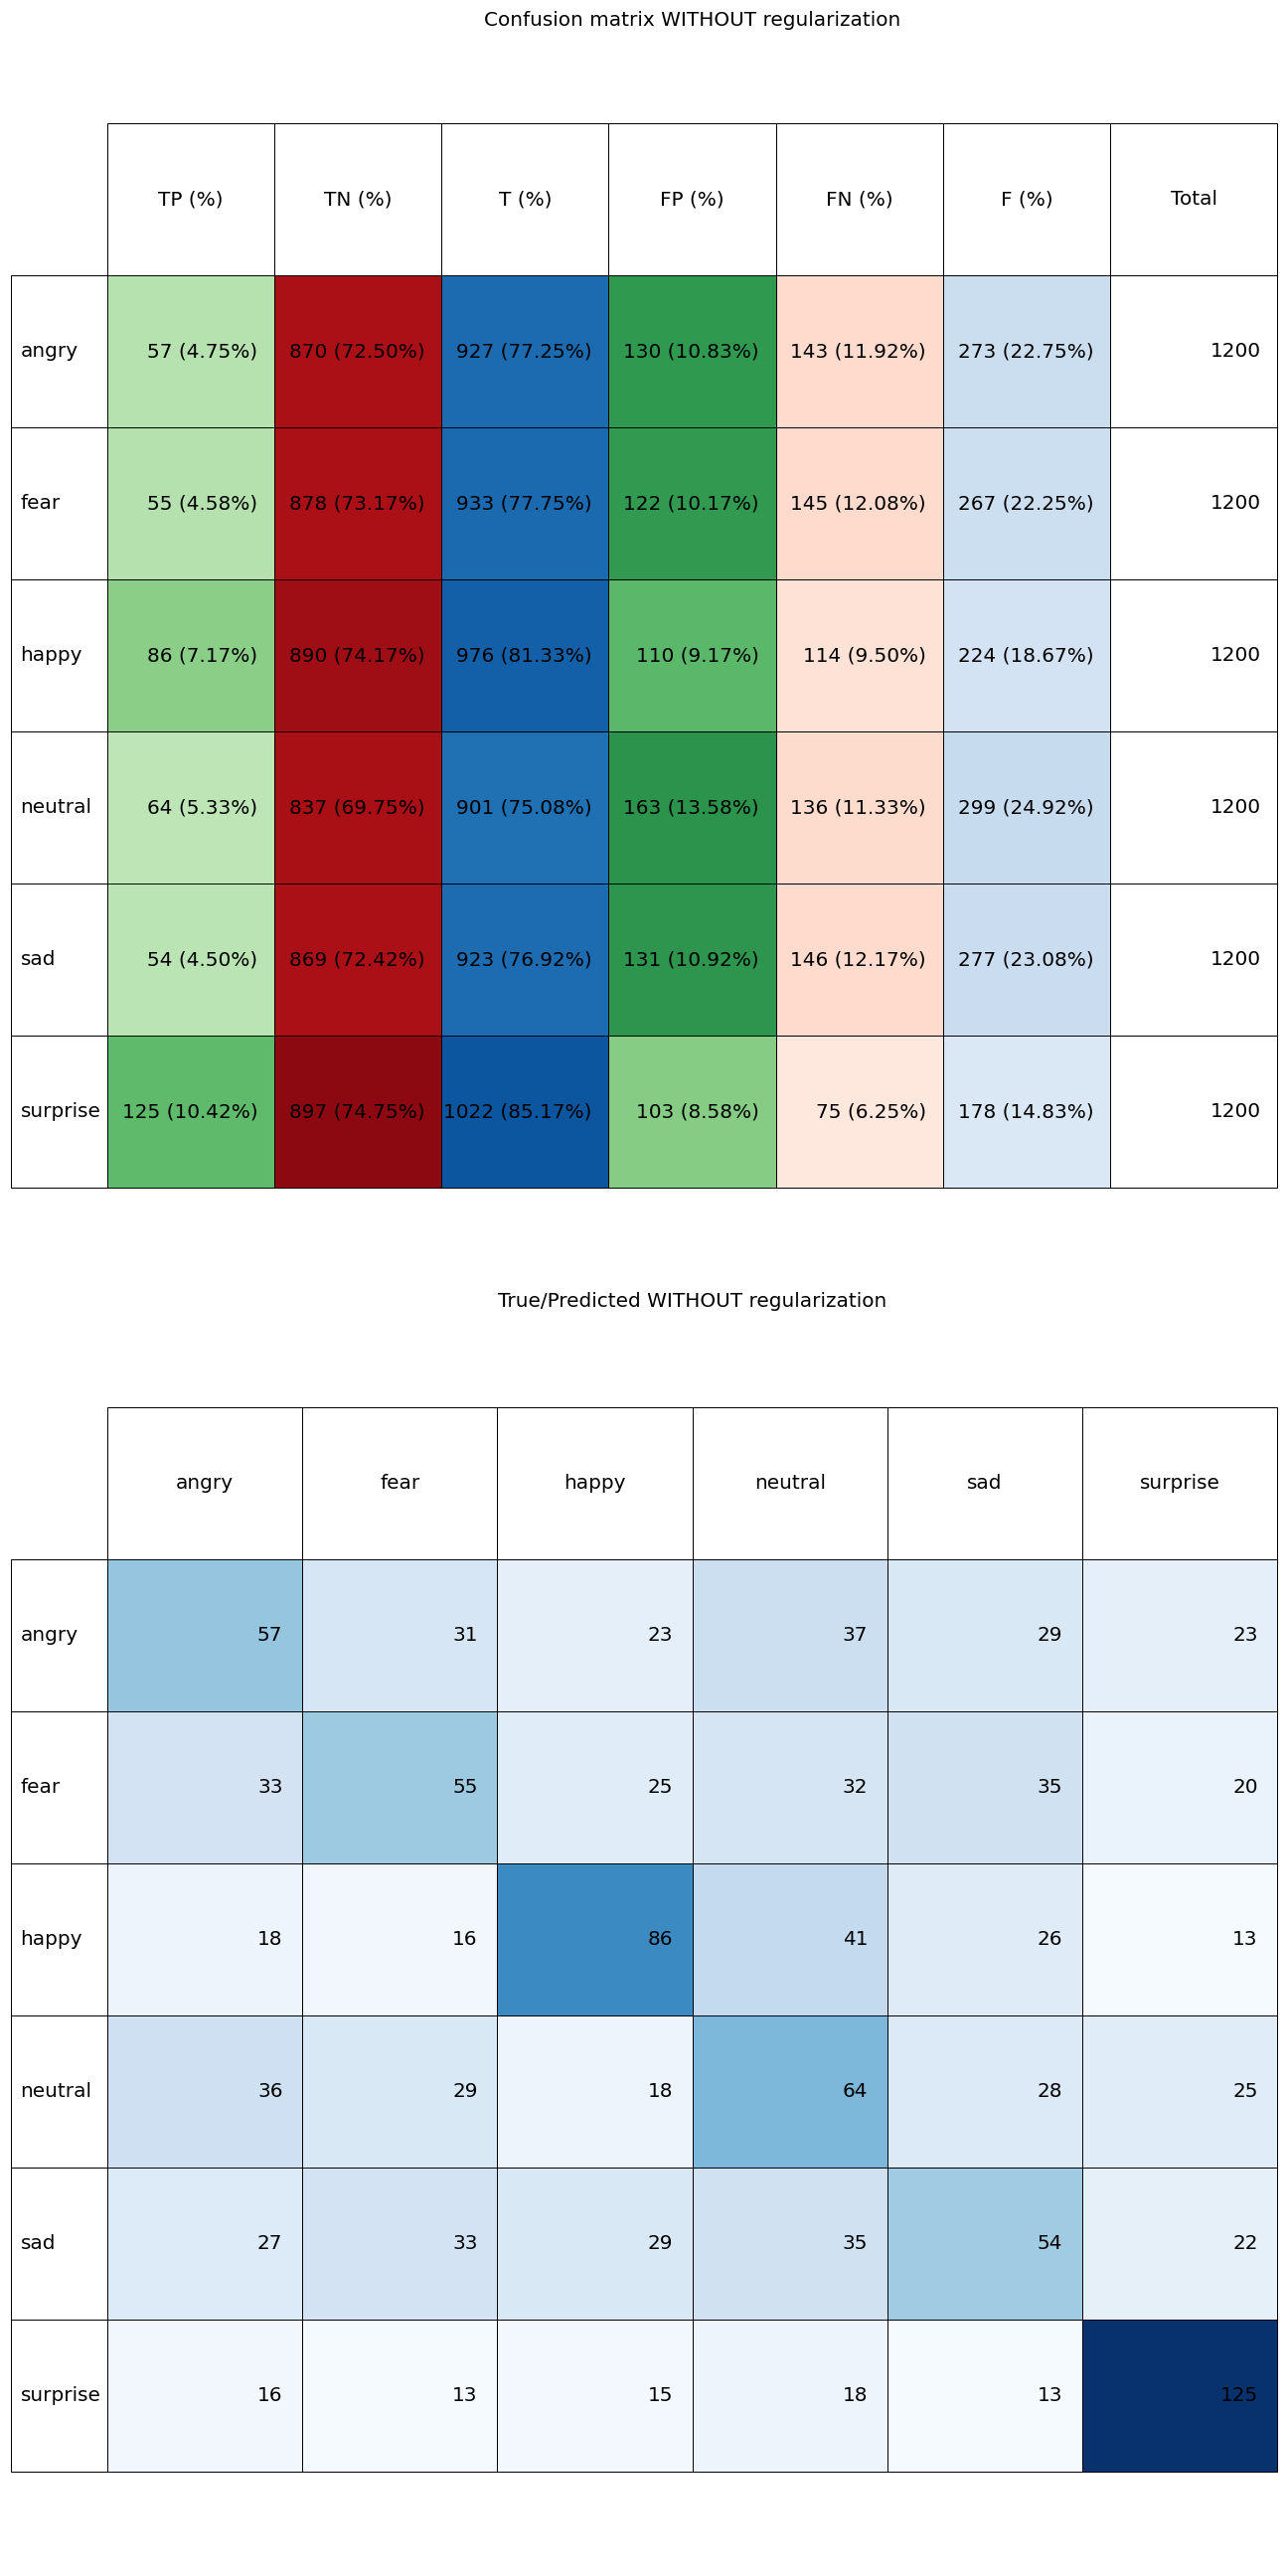 Confusion matrix WITHOUT regularization
TP (%) TN (%) T (%) FP (%) FN (%) F (%) Total
angry 57 (4.75%) 870 (72.50%) 927 (77.25%) 130 (10.83%) 143 (11.92%) 273 (22.75%) 1200
fear 55 (4.58%) 878 (73.17%) 933 (77.75%) 122 (10.17%) 145 (12.08%) 267 (22.25%) 1200
happy 86 (7.17%) 890 (74.17%) 976 (81.33%) 110 (9.17%) 114 (9.50%) 224 (18.67%) 1200
neutral 64 (5.33%) 837 (69.75%) 901 (75.08%) 163 (13.58%) 136 (11.33%) 299 (24.92%) 1200
sad 54 (4.50%) 869 (72.42%) 923 (76.92%) 131 (10.92%) 146 (12.17%) 277 (23.08%) 1200
surprise 125 (10.42%) 897 (74.75%) 1022 (85.17%) 103 (8.58%) 75 (6.25%) 178 (14.83%) 1200
True/Predicted WITHOUT regularization
angry fear happy neutral sad surprise
angry 57 31 23 37 29 23
fear 33 55 25 32 35 20
happy 18 16 86 41 26 13
neutral 36 29 18 64 28 25
sad 27 33 29 35 54 22
surprise 16 13 15 18 13 125